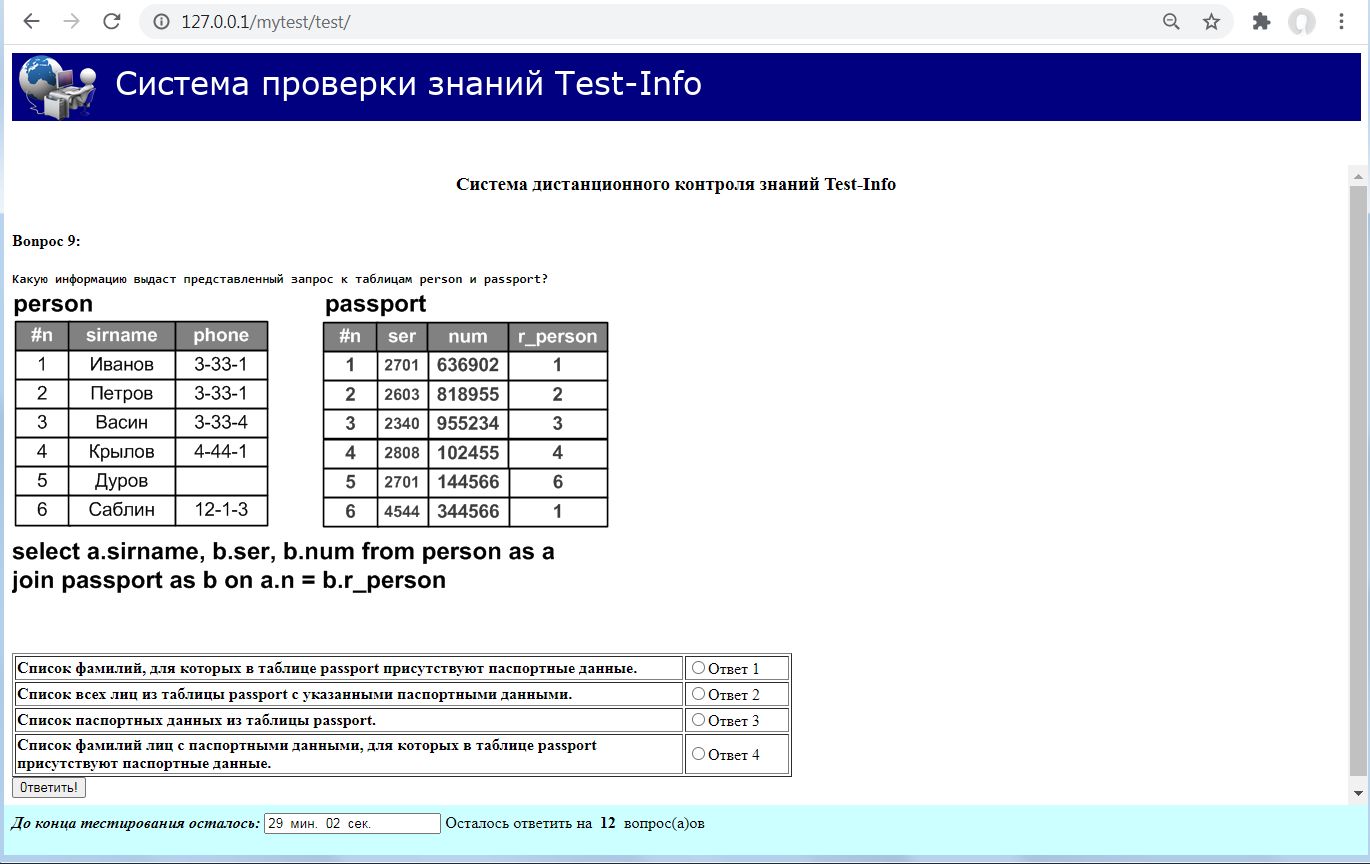 127.0.0.1/mytest/test/
Система проверки знаний Test-Info
Система дистанционного контроля знаний Test-Info
Вопрос 9:
Какую информацию выдаст представленный запрос к таблицам person и passport?
person passport
#n sirname phone #n ser num r_person
1 Иванов 3-33-1 1 2701 636902 1
2 Петров 3-33-1 2 2603 818955 2
3 Васин 3-33-4 3 2340 955234 3
4 Крылов 4-44-1 4 2808 102455 4
5 Дуров 5 2701 144566 6
6 Саблин 12-1-3 6 4544 344566 1
select a.sirname, b.ser, b.num from person as a
join passport as b on a.n = b.r_person
Список фамилий, для которых в таблице passport присутствуют паспортные данные. Ответ 1
Список всех лиц из таблицы passport с указанными паспортными данными. Ответ 2
Список паспортных данных из таблицы passport. Ответ 3
Список фамилий лиц с паспортными данными, для которых в таблице passport
присутствуют паспортные данные. Ответ 4
Ответить!
До конца тестирования осталось: 29 мин. 02 сек. Осталось ответить на 12 вопрос(а)ов